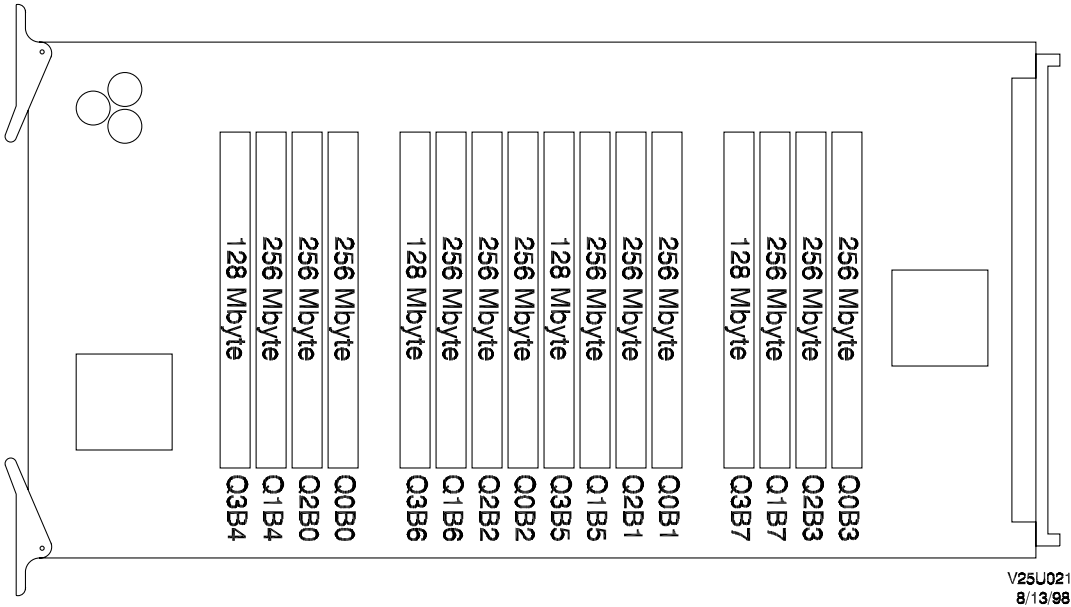 128 Mbyte Q3B4
256 Mbyte Q1B4
256 Mbyte Q2B0
256 Mbyte Q0B0
128 Mbyte Q3B6
256 Mbyte Q1B6
256 Mbyte Q2B2
256 Mbyte Q0B2
128 Mbyte Q3B5
256 Mbyte Q1B5
256 Mbyte Q2B1
256 Mbyte Q0B1
128 Mbyte Q3B7
256 Mbyte Q1B7
256 Mbyte Q2B3
256 Mbyte Q0B3
V25U021
8/13/98